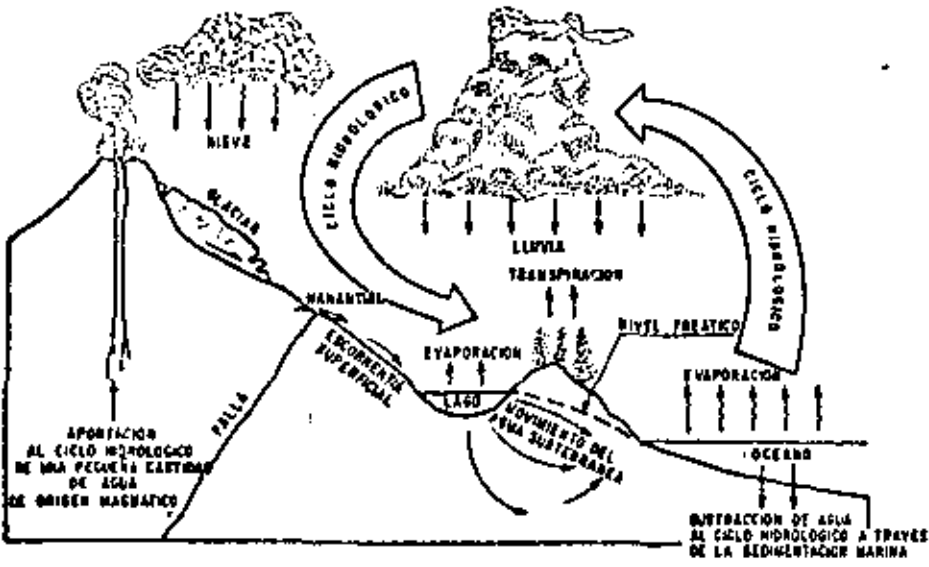 NIEVE
CICLO HIDROLOGICO
CICLO HIDROLOGICO
GLACIAR
LLUVIA
TRANSPIRACION
MANANTIAL
NIVEL FREATICO
ESCORRENTIA
SUPERFICIAL
EVAPORACION
EVAPORACION
LAGO
FALLA
MOVIMIENTO DEL
AGUA SUBTERRANEA
OCEANO
APORTACION
AL CICLO HIDROLOGICO
DE UNA PEQUEÑA CANTIDAD
DE AGUA
DE ORIGEN MAGMATICO
SUSTRACCION DE AGUA
AL CICLO HIDROLOGICO A TRAVES
DE LA SEDIMENTACION MARINA